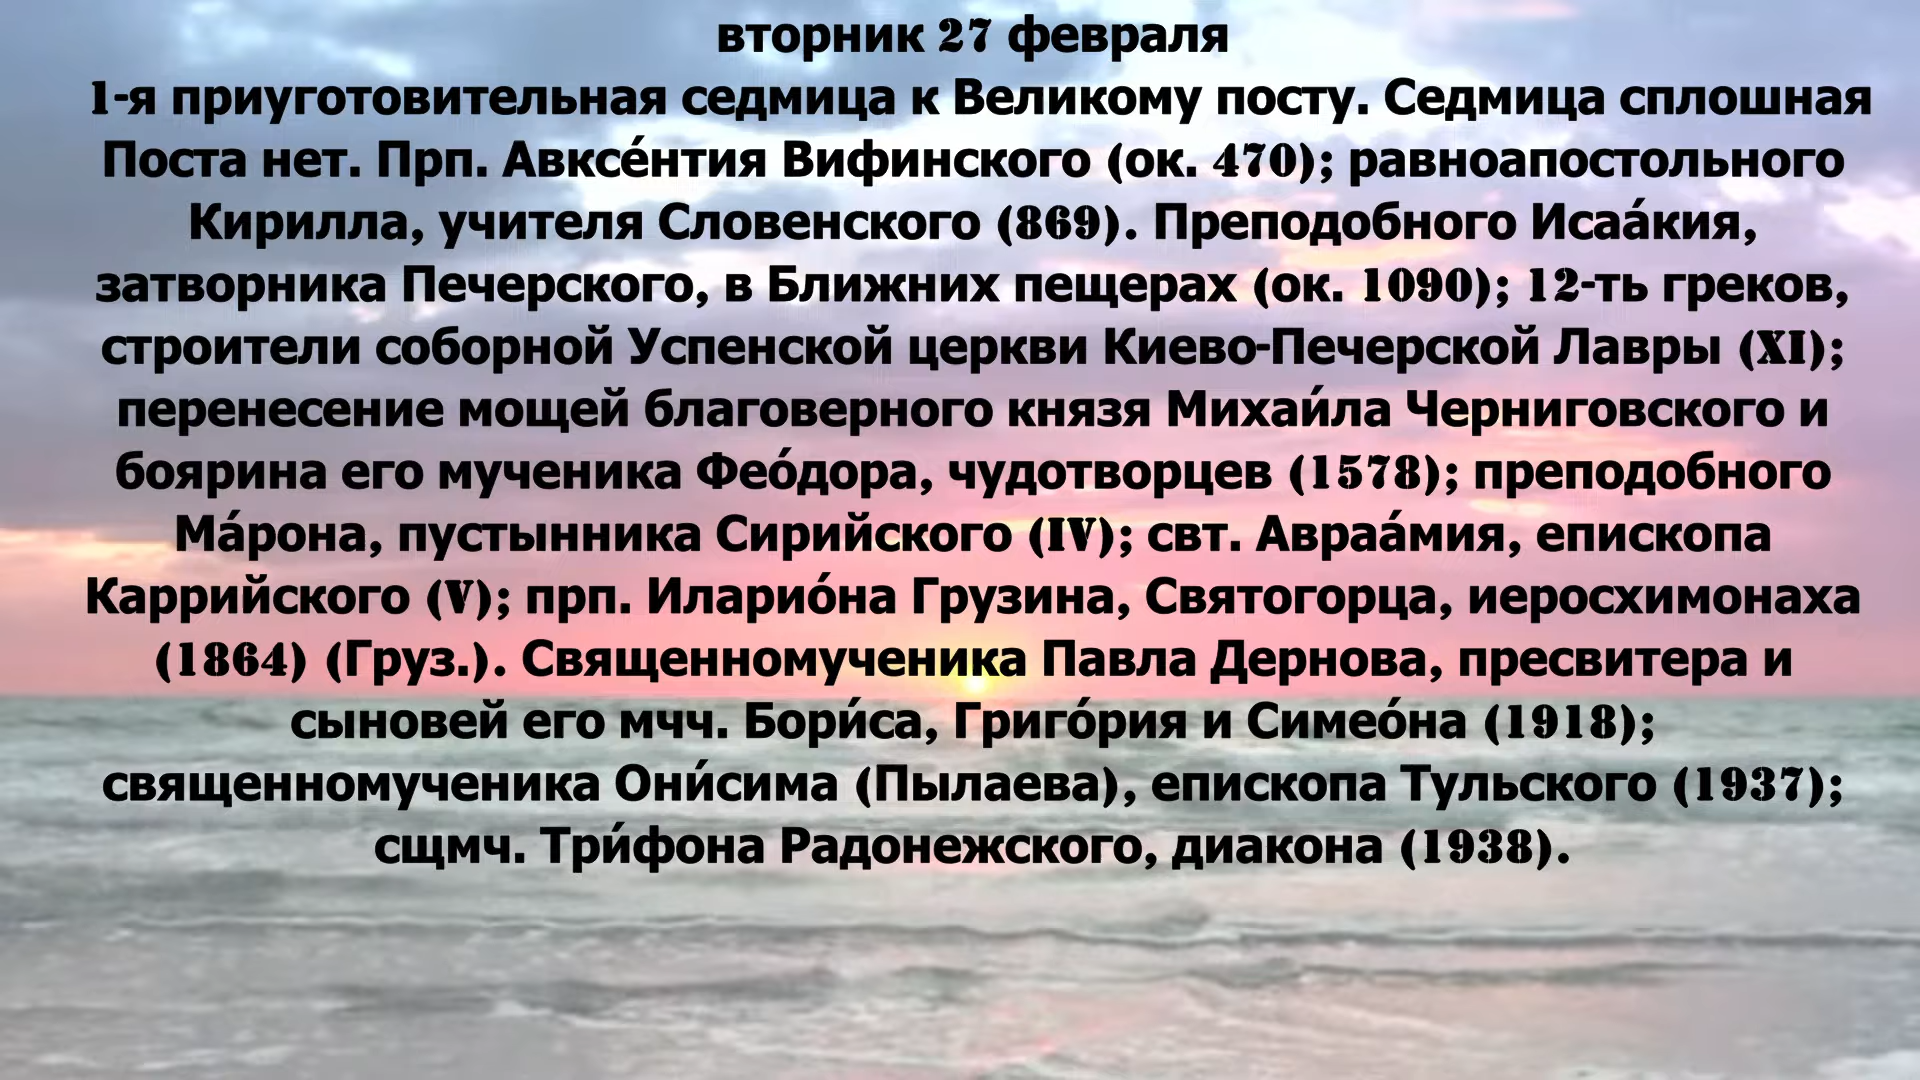 вторник 27 февраля
1-я приуготовительная седмица к Великому посту. Седмица сплошная
Поста нет. Прп. Авксе́нтия Вифинского (ок. 470); равноапостольного
Кирилла, учителя Словенского (869). Преподобного Исаа́кия,
затворника Печерского, в Ближних пещерах (ок. 1090); 12-ть греков,
строители соборной Успенской церкви Киево-Печерской Лавры (XI);
перенесение мощей благоверного князя Михаи́ла Черниговского и
боярина его мученика Фео́дора, чудотворцев (1578); преподобного
Ма́рона, пустынника Сирийского (IV); свт. Авраа́мия, епископа
Каррийского (V); прп. Иларио́на Грузина, Святогорца, иеросхимонаха
(1864) (Груз.). Священномученика Павла Дернова, пресвитера и
сыновей его мчч. Бори́са, Григо́рия и Симео́на (1918);
священномученика Они́сима (Пылаева), епископа Тульского (1937);
сщмч. Три́фона Радонежского, диакона (1938).